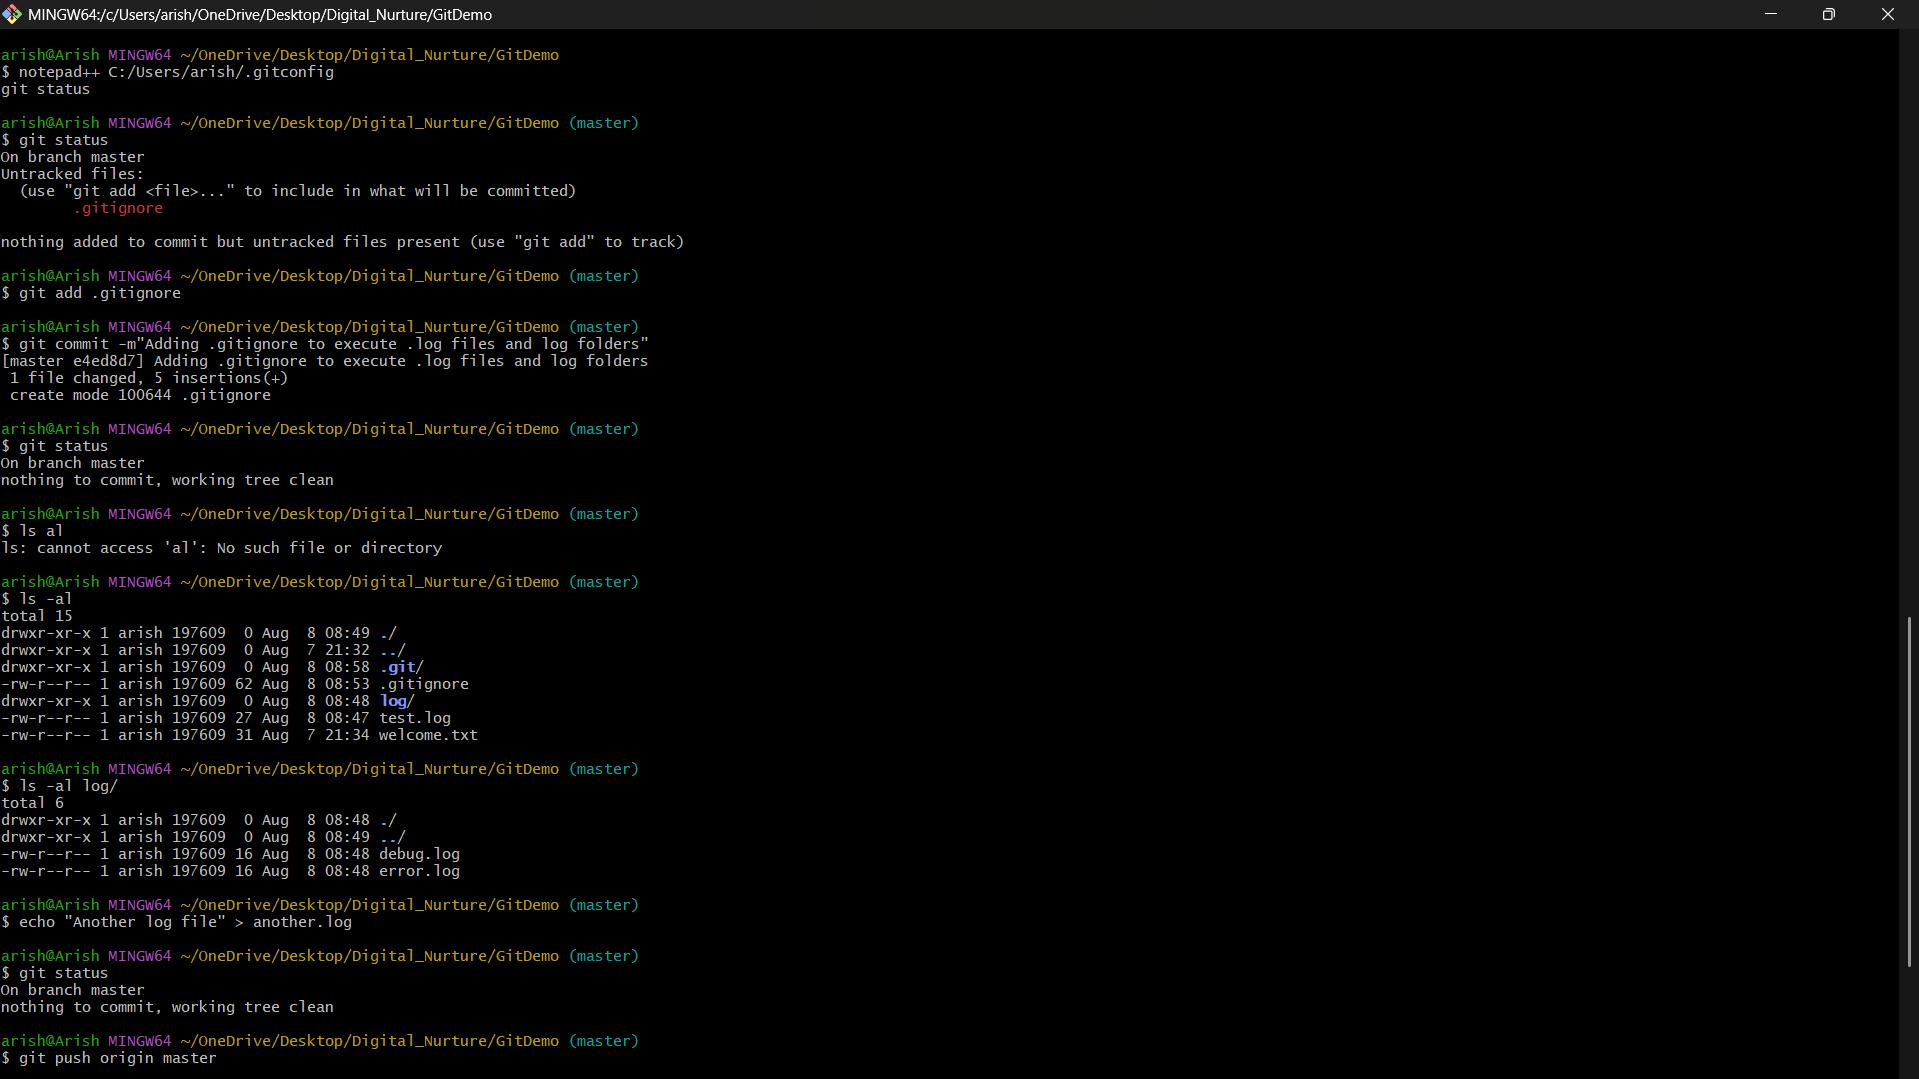 MINGW64:/c/Users/arish/OneDrive/Desktop/Digital_Nurture/GitDemo
arish@Arish MINGW64 ~/OneDrive/Desktop/Digital_Nurture/GitDemo
$ notepad++ C:/Users/arish/.gitconfig
git status
arish@Arish MINGW64 ~/OneDrive/Desktop/Digital_Nurture/GitDemo (master)
$ git status
On branch master
Untracked files:
  (use "git add <file>..." to include in what will be committed)
        .gitignore
nothing added to commit but untracked files present (use "git add" to track)
arish@Arish MINGW64 ~/OneDrive/Desktop/Digital_Nurture/GitDemo (master)
$ git add .gitignore
arish@Arish MINGW64 ~/OneDrive/Desktop/Digital_Nurture/GitDemo (master)
$ git commit -m"Adding .gitignore to execute .log files and log folders"
[master e4ed8d7] Adding .gitignore to execute .log files and log folders
 1 file changed, 5 insertions(+)
 create mode 100644 .gitignore
arish@Arish MINGW64 ~/OneDrive/Desktop/Digital_Nurture/GitDemo (master)
$ git status
On branch master
nothing to commit, working tree clean
arish@Arish MINGW64 ~/OneDrive/Desktop/Digital_Nurture/GitDemo (master)
$ ls al
ls: cannot access 'al': No such file or directory
arish@Arish MINGW64 ~/OneDrive/Desktop/Digital_Nurture/GitDemo (master)
$ ls -al
total 15
drwxr-xr-x 1 arish 197609  0 Aug  8 08:49 ./
drwxr-xr-x 1 arish 197609  0 Aug  7 21:32 ../
drwxr-xr-x 1 arish 197609  0 Aug  8 08:58 .git/
-rw-r--r-- 1 arish 197609 62 Aug  8 08:53 .gitignore
drwxr-xr-x 1 arish 197609  0 Aug  8 08:48 log/
-rw-r--r-- 1 arish 197609 27 Aug  8 08:47 test.log
-rw-r--r-- 1 arish 197609 31 Aug  7 21:34 welcome.txt
arish@Arish MINGW64 ~/OneDrive/Desktop/Digital_Nurture/GitDemo (master)
$ ls -al log/
total 6
drwxr-xr-x 1 arish 197609  0 Aug  8 08:48 ./
drwxr-xr-x 1 arish 197609  0 Aug  8 08:49 ../
-rw-r--r-- 1 arish 197609 16 Aug  8 08:48 debug.log
-rw-r--r-- 1 arish 197609 16 Aug  8 08:48 error.log
arish@Arish MINGW64 ~/OneDrive/Desktop/Digital_Nurture/GitDemo (master)
$ echo "Another log file" > another.log
arish@Arish MINGW64 ~/OneDrive/Desktop/Digital_Nurture/GitDemo (master)
$ git status
On branch master
nothing to commit, working tree clean
arish@Arish MINGW64 ~/OneDrive/Desktop/Digital_Nurture/GitDemo (master)
$ git push origin master